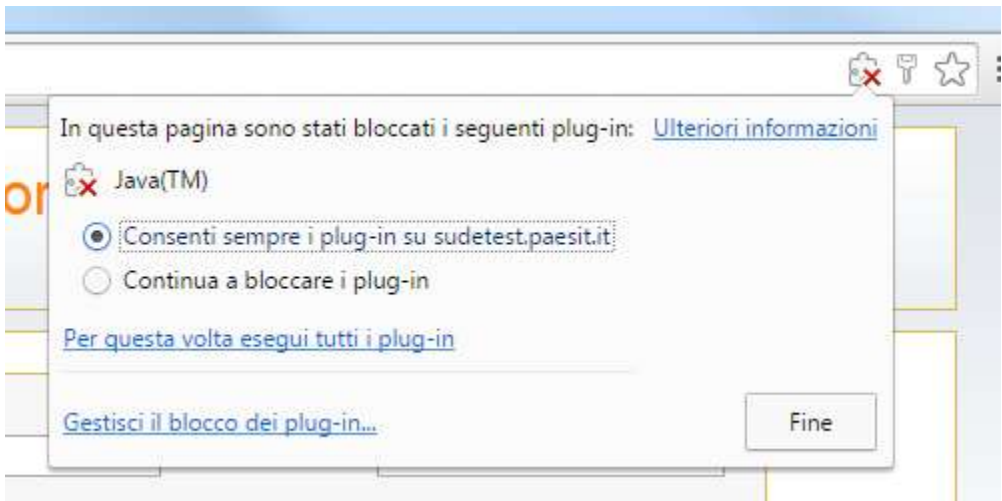 In questa pagina sono stati bloccati i seguenti plug-in: Ulteriori informazioni
or
Java(TM)
Consenti sempre i plug-in su sudetest.paesit.it
Continua a bloccare i plug-in
Per questa volta esegui tutti i plug-in
Gestisci il blocco dei plug-in... Fine